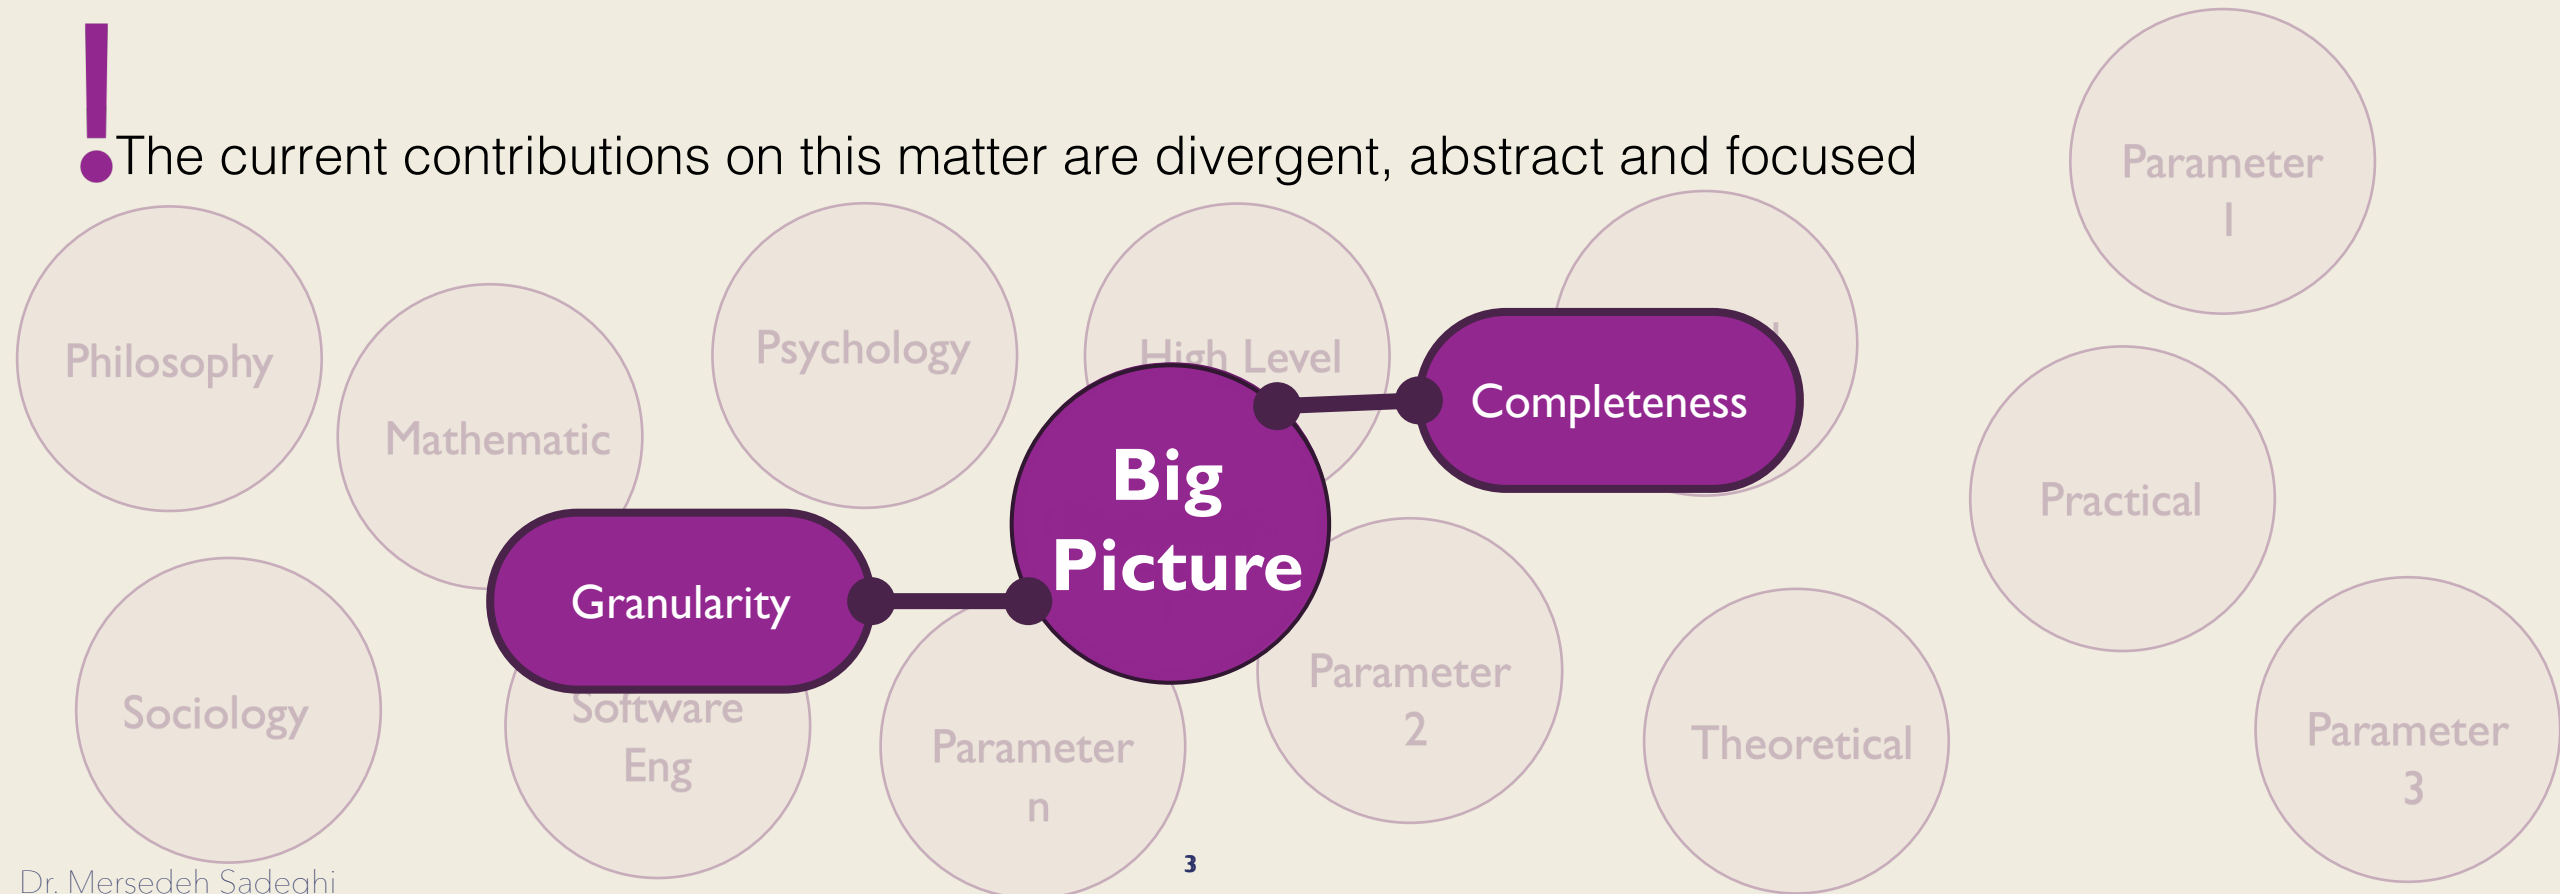 !
The current contributions on this matter are divergent, abstract and focused
Parameter
1
Philosophy
Mathematic
Psychology
High Level
Completeness
Practical
Big
Picture
Granularity
Sociology
Software
Eng
Parameter
n
Parameter
2
Theoretical
Parameter
3
3
Dr. Mersedeh Sadeghi